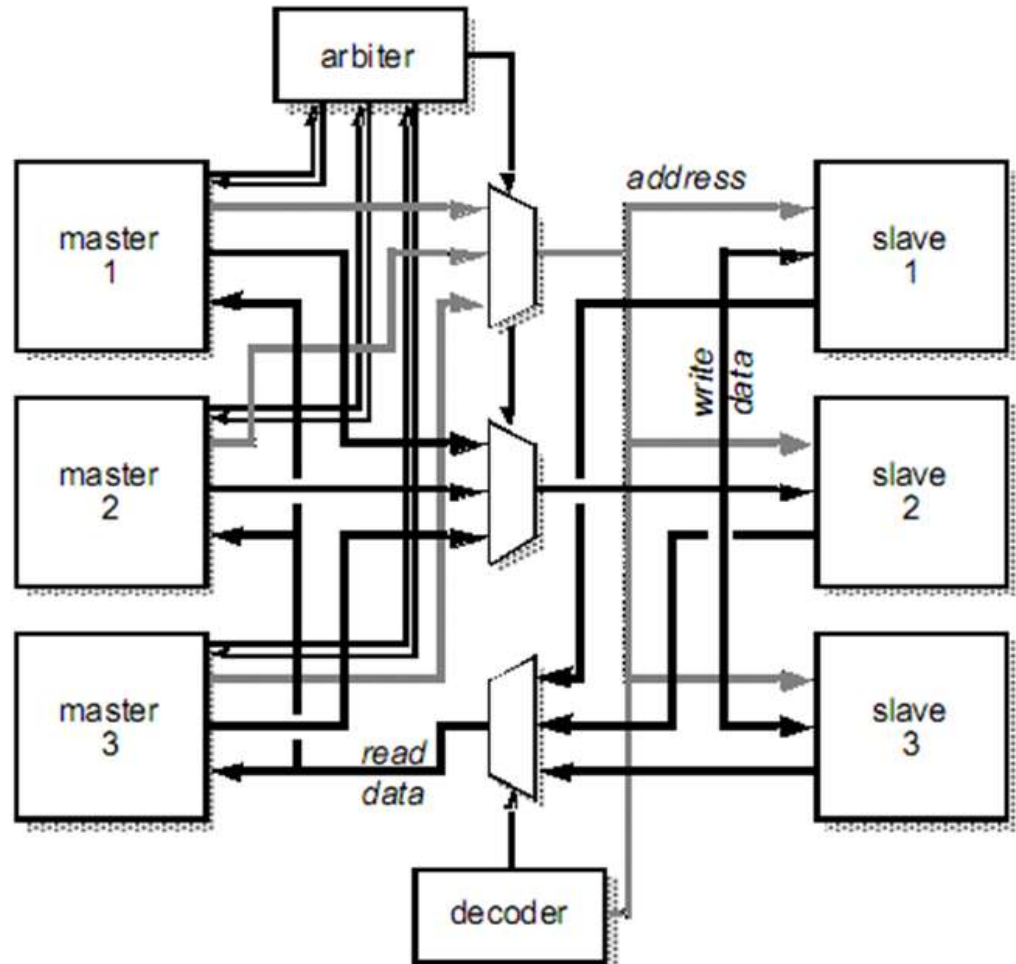 arbiter
address
master
1
slave
1
write
data
master
2
slave
2
master
3
slave
3
read
data
decoder